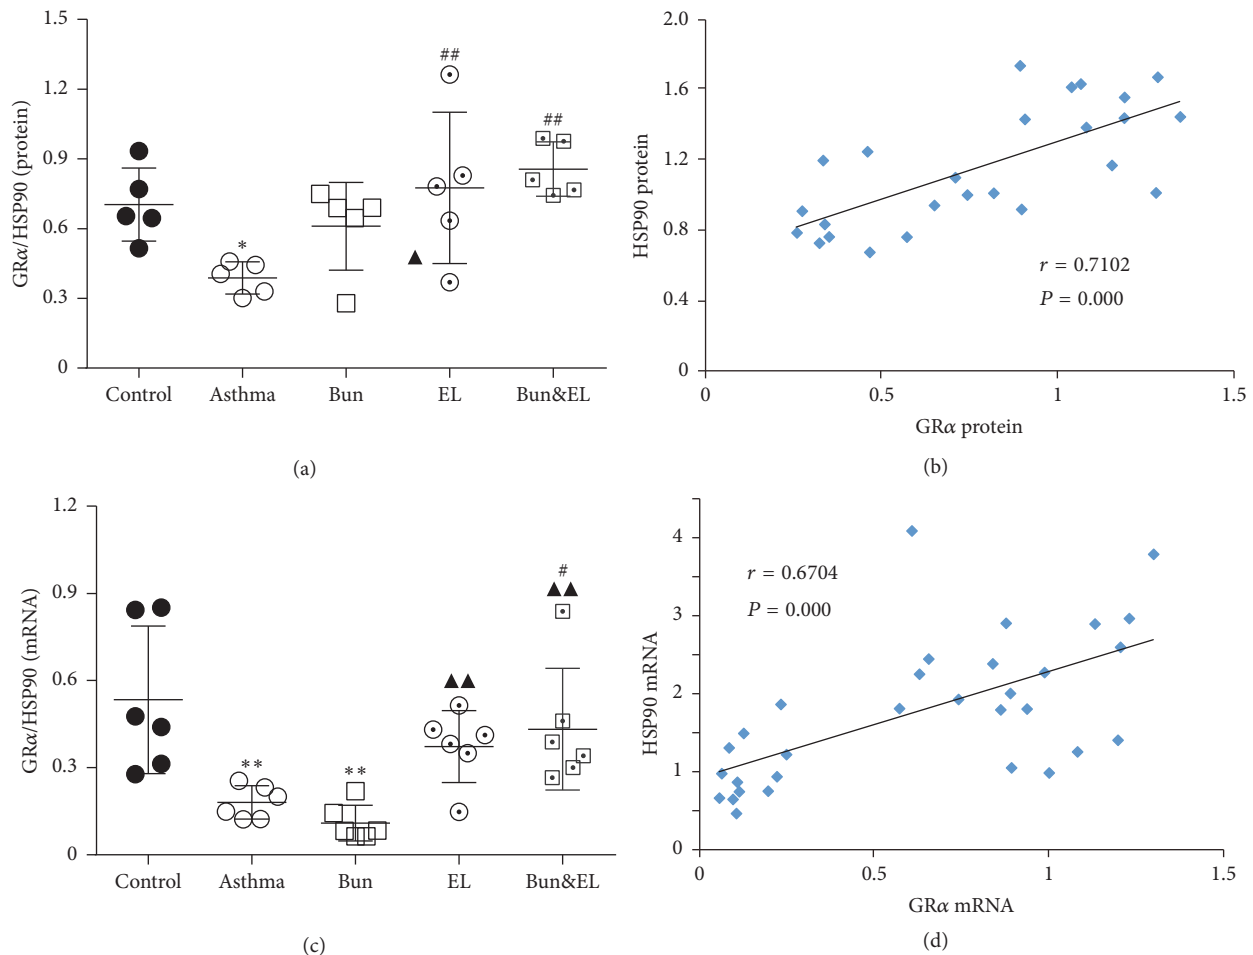 GRα/HSP90 (protein)
1.5
1.2
0.9
0.6
0.3
0
*
##
##
Control Asthma Bun EL Bun&EL
(a)
HSP90 protein
2.0
1.6
1.2
0.8
0.4
0
r = 0.7102
P = 0.000
0 0.5 1 1.5
GRα protein
(b)
GRα/HSP90 (mRNA)
1.2
0.9
0.6
0.3
0
**
**
▲▲
#
▲▲
Control Asthma Bun EL Bun&EL
(c)
HSP90 mRNA
4
3
2
1
0
r = 0.6704
P = 0.000
0 0.5 1 1.5
GRα mRNA
(d)